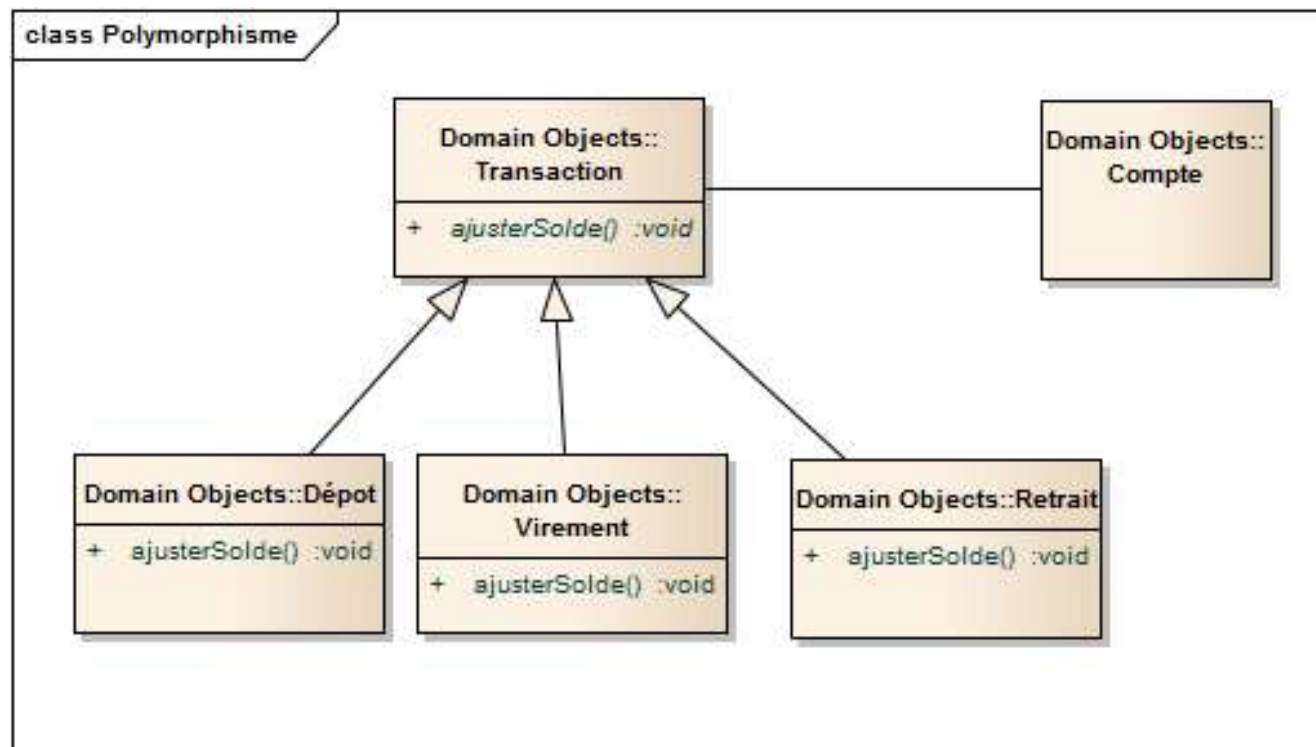 class Polymorphisme
Domain Objects::
Transaction
+ ajusterSolde() :void
Domain Objects::
Compte
Domain Objects::Dépot
+ ajusterSolde() :void
Domain Objects::
Virement
+ ajusterSolde() :void
Domain Objects::Retrait
+ ajusterSolde() :void